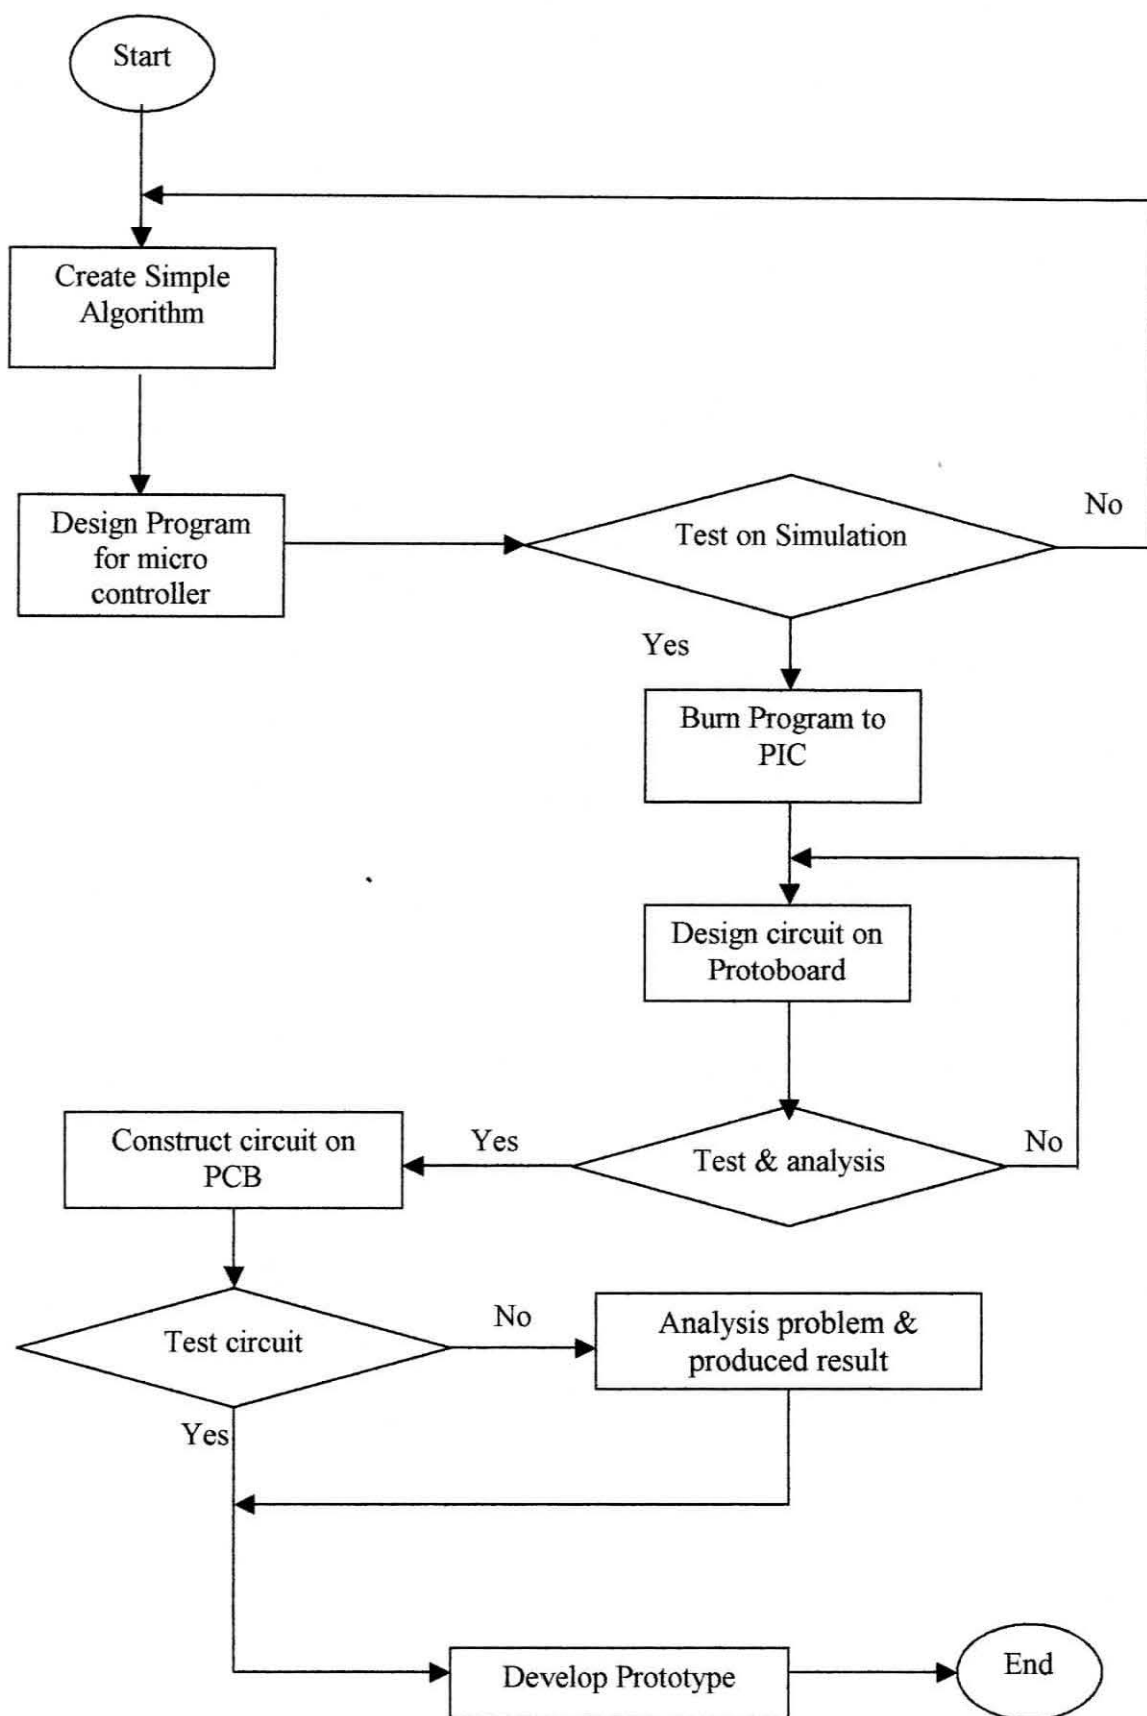 Start
Create Simple
Algorithm
Design Program
for micro
controller
Test on Simulation
No
Yes
Burn Program to
PIC
Design circuit on
Protoboard
Construct circuit on
PCB
Yes
Test & analysis
No
Test circuit
No
Analysis problem &
produced result
Yes
Develop Prototype
End